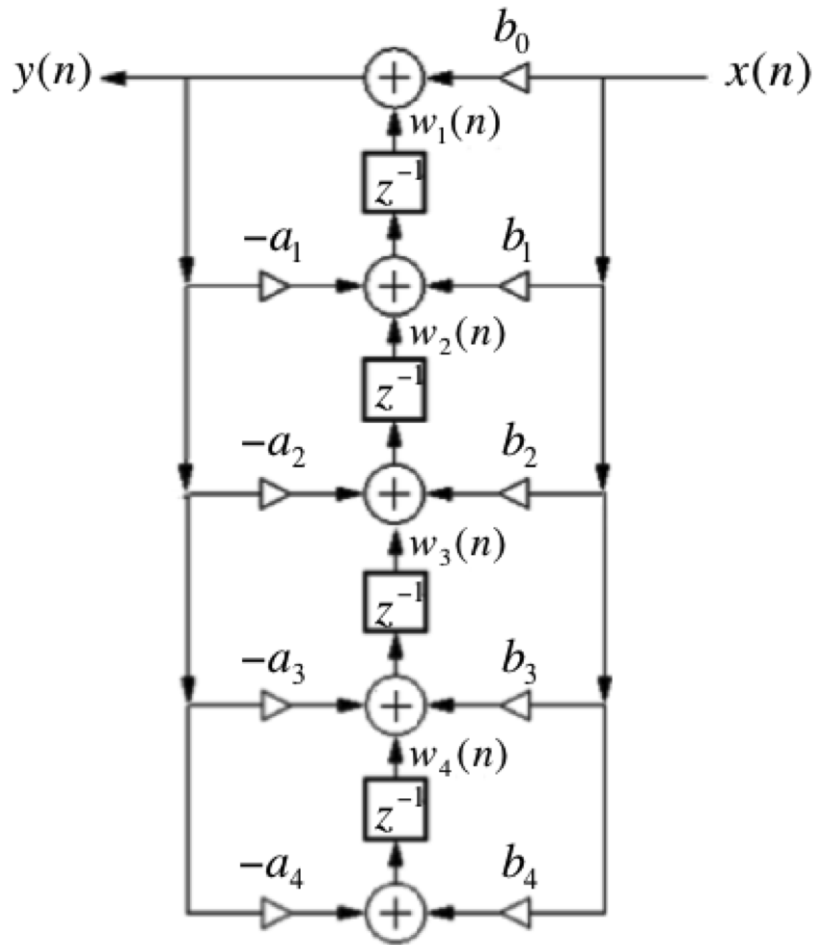 b₀
y(n) + x(n)
w₁(n)
z⁻¹
−a₁ b₁
+
w₂(n)
z⁻¹
−a₂ b₂
+
w₃(n)
z⁻¹
−a₃ b₃
+
w₄(n)
z⁻¹
−a₄ b₄
+